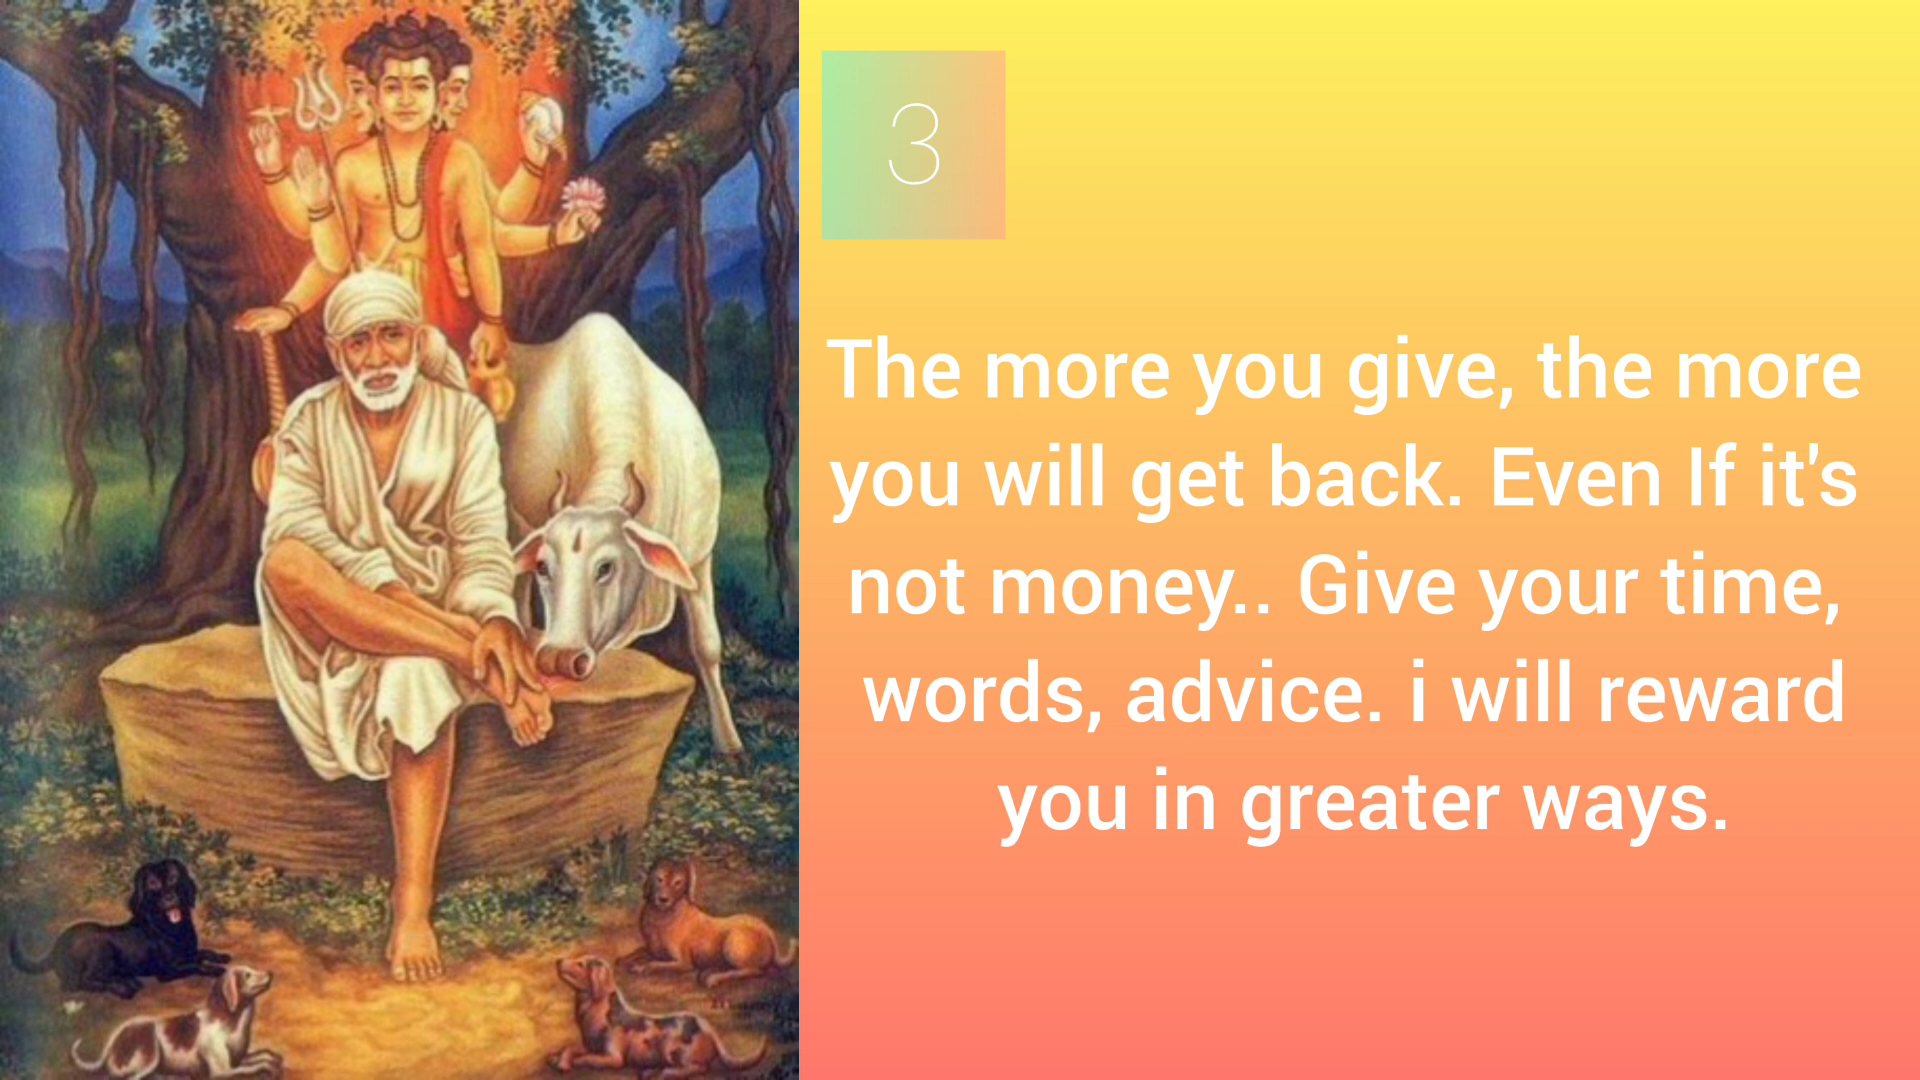 3
The more you give, the more
you will get back. Even If it's
not money.. Give your time,
words, advice. i will reward
you in greater ways.